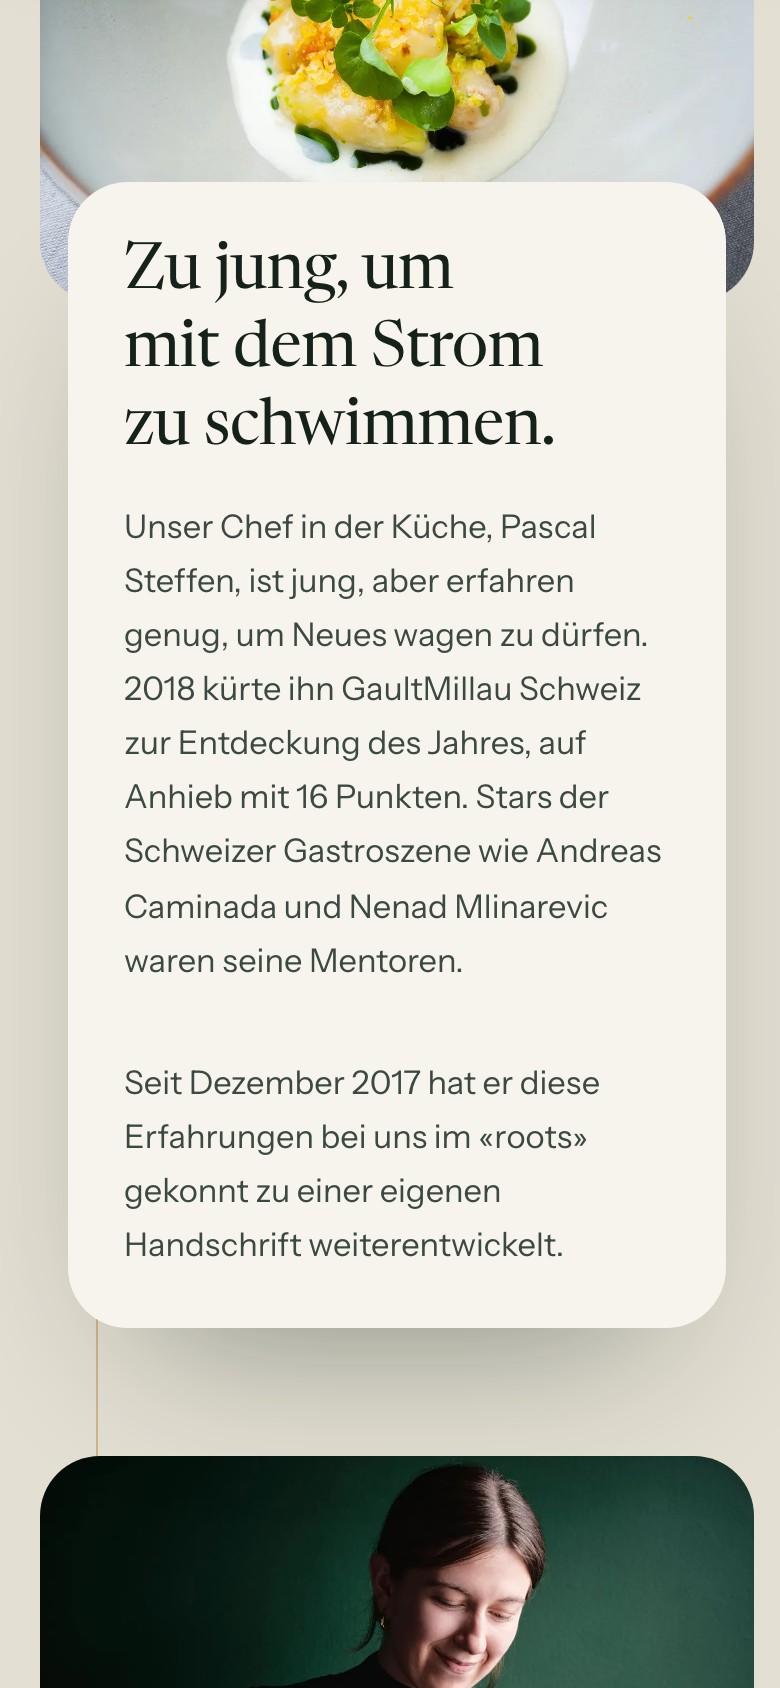 Zu jung, um
mit dem Strom
zu schwimmen.
Unser Chef in der Küche, Pascal
Steffen, ist jung, aber erfahren
genug, um Neues wagen zu dürfen.
2018 kürte ihn GaultMillau Schweiz
zur Entdeckung des Jahres, auf
Anhieb mit 16 Punkten. Stars der
Schweizer Gastroszene wie Andreas
Caminada und Nenad Mlinarevic
waren seine Mentoren.
Seit Dezember 2017 hat er diese
Erfahrungen bei uns im «roots»
gekonnt zu einer eigenen
Handschrift weiterentwickelt.